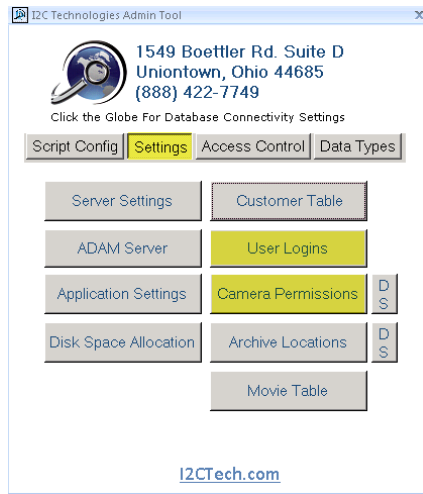 I2C Technologies Admin Tool x
1549 Boettler Rd. Suite D
Uniontown, Ohio 44685
(888) 422-7749
Click the Globe For Database Connectivity Settings
Script Config Settings Access Control Data Types
Server Settings Customer Table
ADAM Server User Logins
Application Settings Camera Permissions D S
Disk Space Allocation Archive Locations D S
Movie Table
I2CTech.com